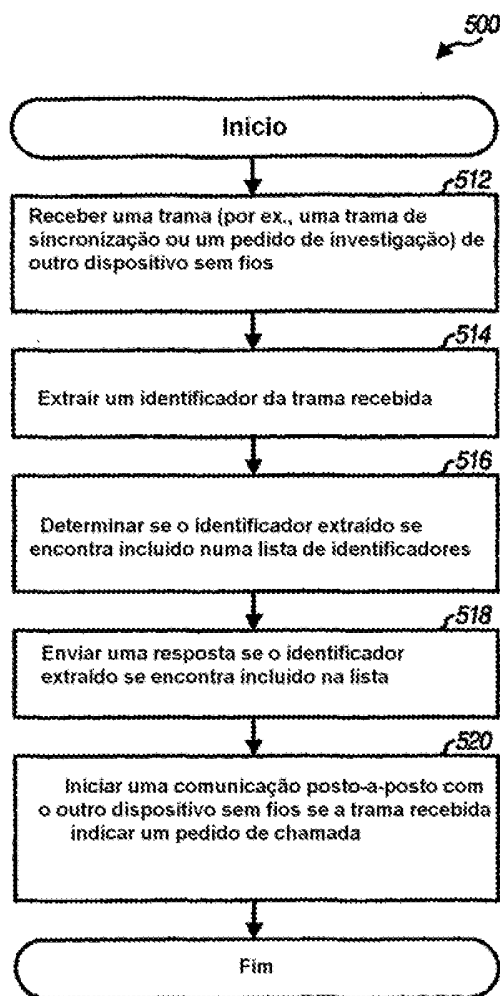 500
Início
512
Receber uma trama (por ex., uma trama de
sincronização ou um pedido de investigação) de
outro dispositivo sem fios
514
Extrair um identificador da trama recebida
516
Determinar se o identificador extraído se
encontra incluído numa lista de identificadores
518
Enviar uma resposta se o identificador
extraído se encontra incluído na lista
520
Iniciar uma comunicação posto-a-posto com
o outro dispositivo sem fios se a trama recebida
indicar um pedido de chamada
Fim